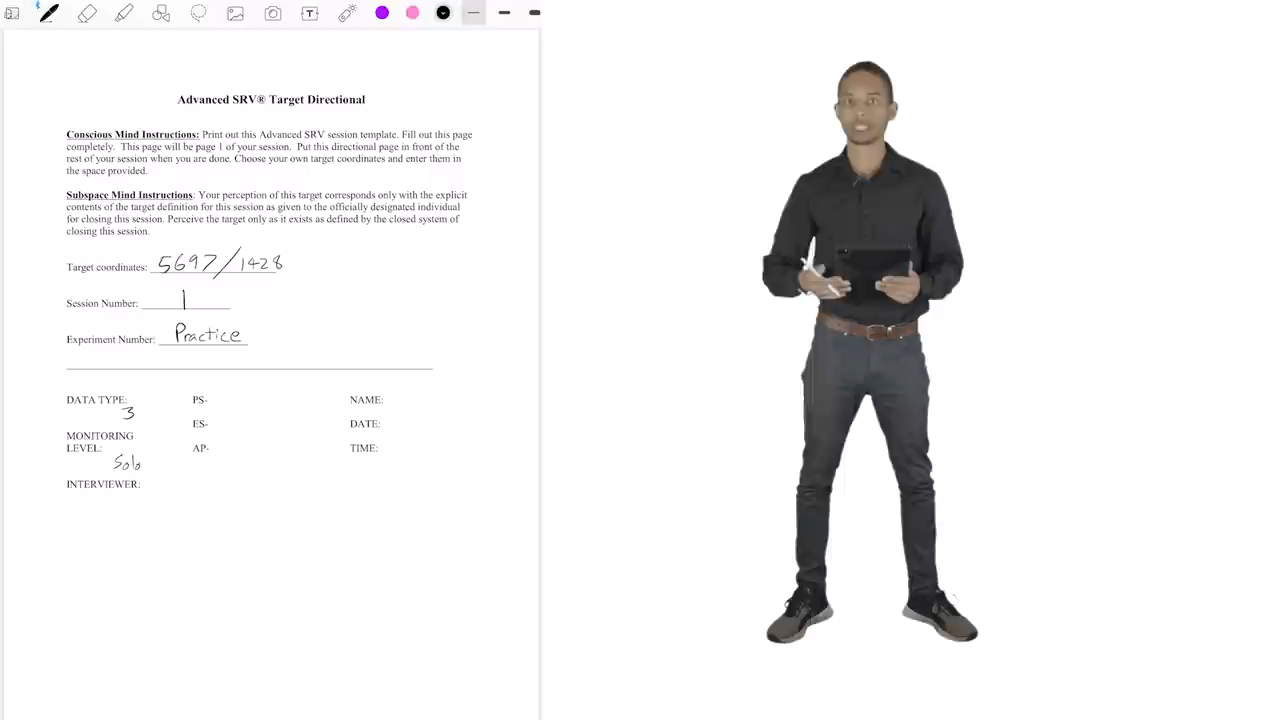 T
Advanced SRV® Target Directional
Conscious Mind Instructions: Print out this Advanced SRV session template. Fill out this page
completely. This page will be page 1 of your session. Put this directional page in front of the
rest of your session when you are done. Choose your own target coordinates and enter them in
the space provided.
Subspace Mind Instructions: Your perception of this target corresponds only with the explicit
contents of the target definition for this session as given to the officially designated individual
for closing this session. Perceive the target only as it exists as defined by the closed system of
closing this session.
Target coordinates: 5697/1428
Session Number: 1
Experiment Number: Practice
DATA TYPE: PS- NAME:
3
ES- DATE:
MONITORING
LEVEL: AP- TIME:
Solo
INTERVIEWER: